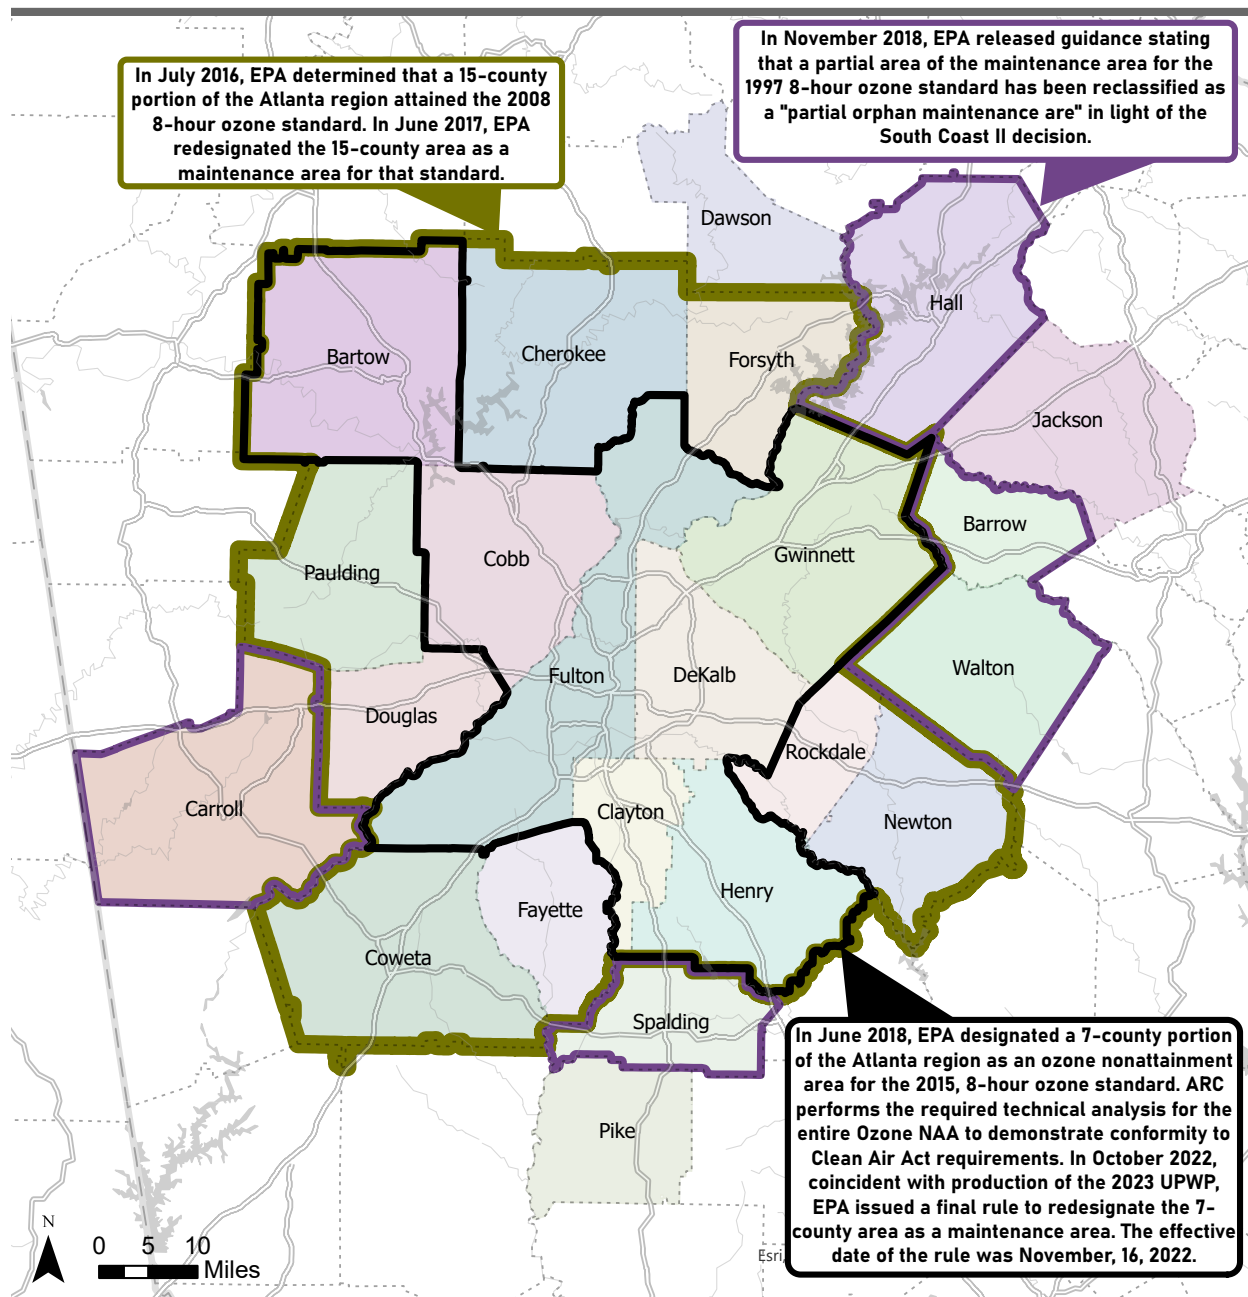 In July 2016, EPA determined that a 15-county
portion of the Atlanta region attained the 2008
8-hour ozone standard. In June 2017, EPA
redesignated the 15-county area as a
maintenance area for that standard.
In November 2018, EPA released guidance stating
that a partial area of the maintenance area for the
1997 8-hour ozone standard has been reclassified as
a "partial orphan maintenance are" in light of the
South Coast II decision.
Dawson
Hall
Bartow
Cherokee
Forsyth
Jackson
Barrow
Cobb
Gwinnett
Paulding
Fulton
DeKalb
Walton
Douglas
Rockdale
Carroll
Clayton
Newton
Henry
Fayette
Coweta
Spalding
Pike
In June 2018, EPA designated a 7-county portion
of the Atlanta region as an ozone nonattainment
area for the 2015, 8-hour ozone standard. ARC
performs the required technical analysis for the
entire Ozone NAA to demonstrate conformity to
Clean Air Act requirements. In October 2022,
coincident with production of the 2023 UPWP,
EPA issued a final rule to redesignate the 7-
county area as a maintenance area. The effective
date of the rule was November, 16, 2022.
N
0 5 10
Miles
Esri,